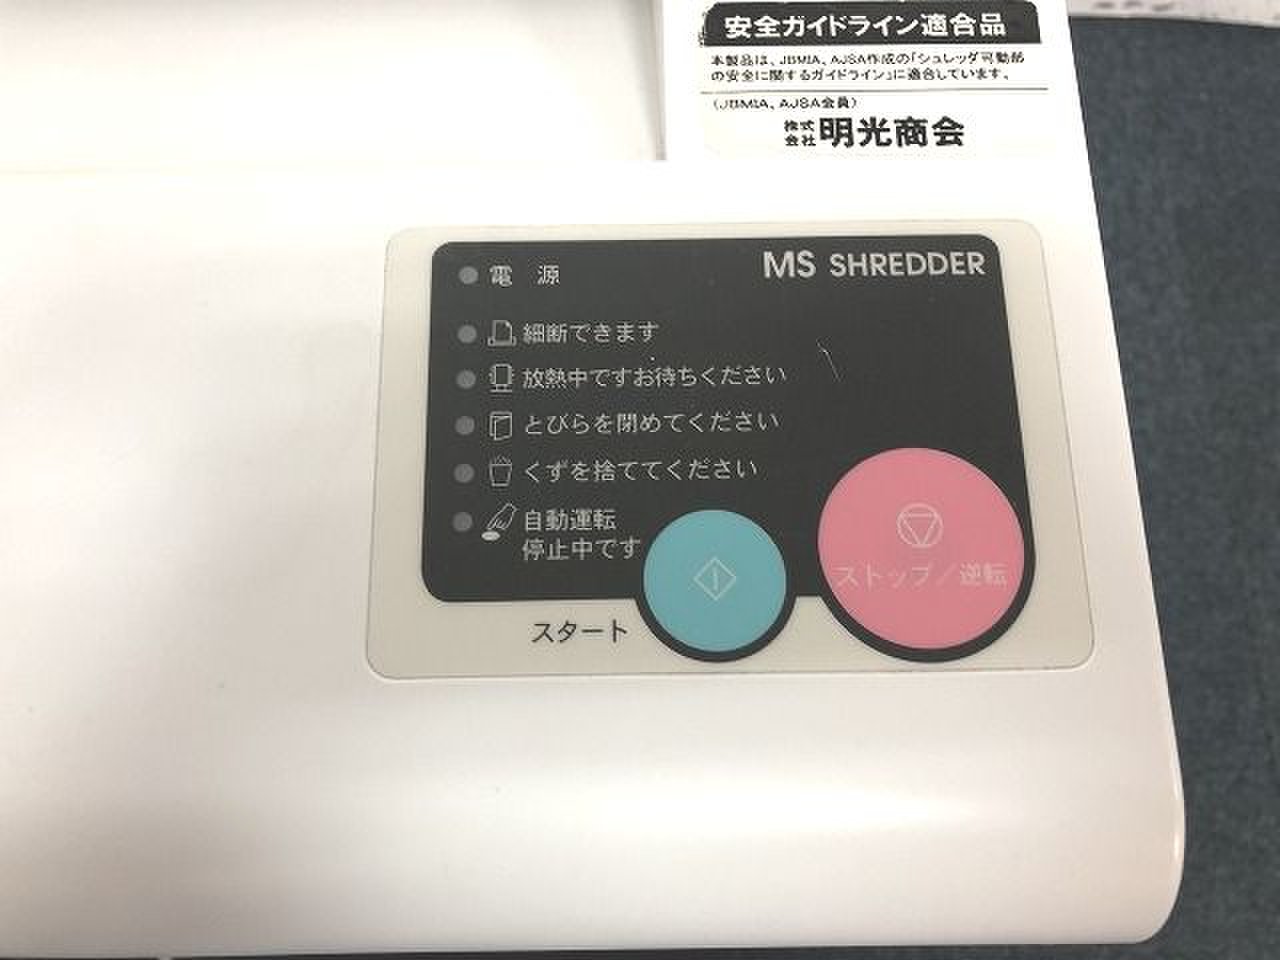 安全ガイドライン適合品
本製品は、JBMIA、AJSA作成の「シュレッダ可動部
の安全に関するガイドライン」に適合しています。
（JBMIA、AJSA会員）
株式会社 明光商会
MS SHREDDER
電 源
細断できます
放熱中ですお待ちください
とびらを閉めてください
くずを捨ててください
自動運転
停止中です
ストップ／逆転
スタート